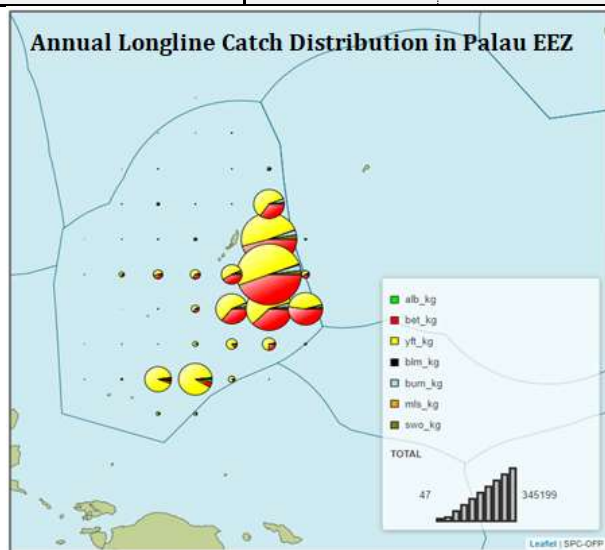 Annual Longline Catch Distribution in Palau EEZ
alb_kg
bet_kg
yft_kg
blm_kg
bum_kg
mls_kg
swo_kg
TOTAL
47 345199
Leaflet | SPC-OFP